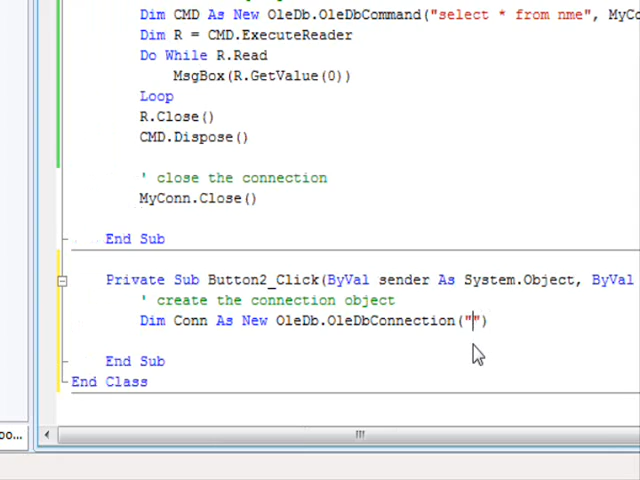 Dim CMD As New OleDb.OleDbCommand("select * from nme", MyCo
Dim R = CMD.ExecuteReader
Do While R.Read
MsgBox(R.GetValue(0))
Loop
R.Close()
CMD.Dispose()
' close the connection
MyConn.Close()
End Sub
Private Sub Button2_Click(ByVal sender As System.Object, ByVal
' create the connection object
Dim Conn As New OleDb.OleDbConnection("")
End Sub
End Class
oo...